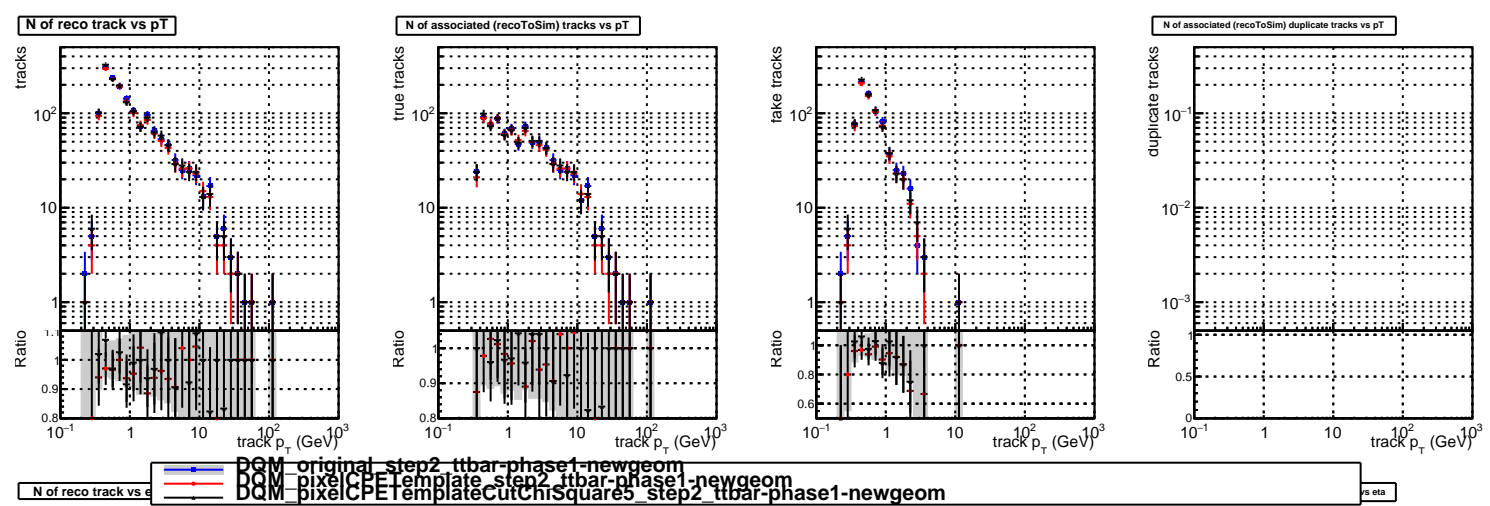 N of reco track vs pT
N of associated (recoToSim) tracks vs pT
N of associated (recoToSim) duplicate tracks vs pT
tracks
10²
10
1
Ratio
1.1
1
0.9
0.8
10⁻¹ 1 10 10² 10³
track p_T (GeV)
true tracks
10²
10
1
Ratio
1
0.9
0.8
10⁻¹ 1 10 10² 10³
track p_T (GeV)
fake tracks
10²
10
1
Ratio
1
0.8
0.6
10⁻¹ 1 10 10² 10³
track p_T (GeV)
duplicate tracks
10⁻¹
10⁻²
10⁻³
Ratio
1
0.5
0
10⁻¹ 1 10 10² 10³
track p_T (GeV)
DQM_original_step2_ttbar-phase1-newgeom
DQM_pixelCPETemplate_step2_ttbar-phase1-newgeom
DQM_pixelCPETemplateCutChiSquare5_step2_ttbar-phase1-newgeom
N of reco track vs e
vs eta